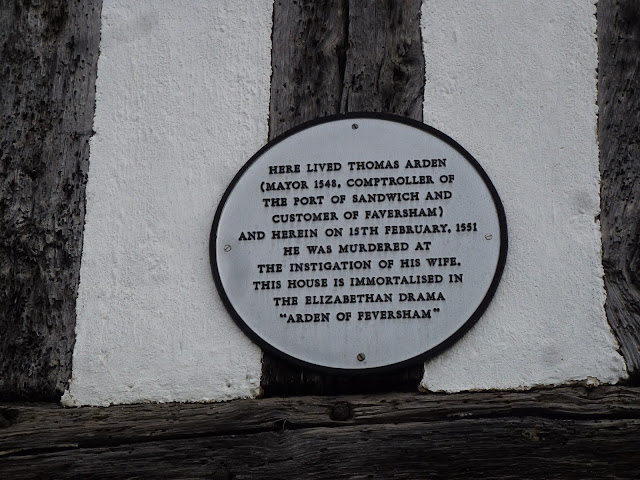 HERE LIVED THOMAS ARDEN
(MAYOR 1548, COMPTROLLER OF
THE PORT OF SANDWICH AND
CUSTOMER OF FAVERSHAM)
AND HEREIN ON 15TH FEBRUARY, 1551
HE WAS MURDERED AT
THE INSTIGATION OF HIS WIFE.
THIS HOUSE IS IMMORTALISED IN
THE ELIZABETHAN DRAMA
"ARDEN OF FEVERSHAM"